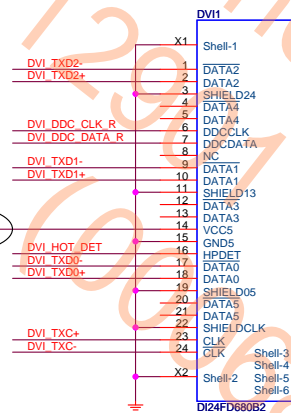 DVI1
X1 Shell-1
DVI_TXD2- 1 DATA2
DVI_TXD2+ 2 DATA2
3 SHIELD24
4 DATA4
5 DATA4
DVI_DDC_CLK_R 6 DDCCLK
DVI_DDC_DATA_R 7 DDCDATA
8 NC
DVI_TXD1- 9 DATA1
DVI_TXD1+ 10 DATA1
11 SHIELD13
12 DATA3
13 DATA3
14 VCC5
15 GND5
DVI_HOT_DET 16 HPDET
DVI_TXD0- 17 DATA0
DVI_TXD0+ 18 DATA0
19 SHIELD05
20 DATA5
21 DATA5
22 SHIELDCLK
DVI_TXC+ 23 CLK
DVI_TXC- 24 CLK
Shell-3
Shell-4
X2 Shell-2 Shell-5
Shell-6
DI24FD680B2